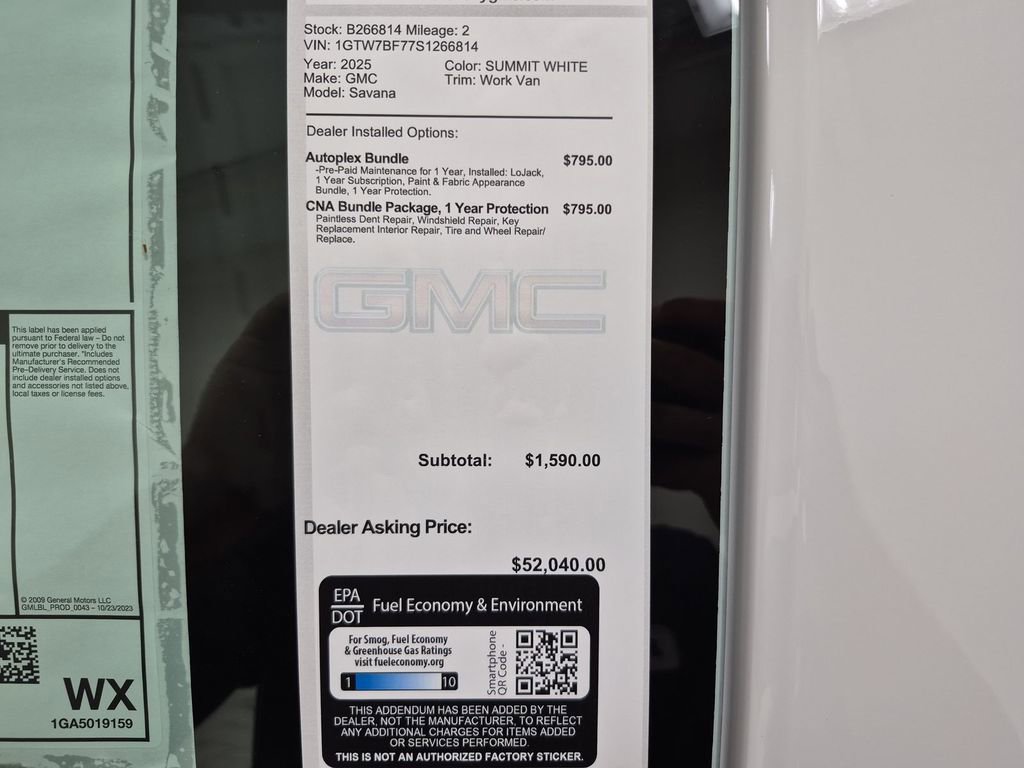 This label has been applied
pursuant to Federal law – Do not
remove prior to delivery to the
ultimate purchaser. *Includes
Manufacturer's Recommended
Pre-Delivery Service. Does not
include dealer installed options
and accessories not listed above,
local taxes or license fees.
© 2009 General Motors LLC
GMLBL_PROD_0043 – 10/23/2023
WX
1GA5019159
Stock: B266814 Mileage: 2
VIN: 1GTW7BF77S1266814
Year: 2025 Color: SUMMIT WHITE
Make: GMC Trim: Work Van
Model: Savana
Dealer Installed Options:
Autoplex Bundle $795.00
-Pre-Paid Maintenance for 1 Year, Installed: LoJack,
1 Year Subscription, Paint & Fabric Appearance
Bundle, 1 Year Protection.
CNA Bundle Package, 1 Year Protection $795.00
Paintless Dent Repair, Windshield Repair, Key
Replacement Interior Repair, Tire and Wheel Repair/
Replace.
GMC
Subtotal: $1,590.00
Dealer Asking Price:
$52,040.00
EPA
DOT
Fuel Economy & Environment
For Smog, Fuel Economy
& Greenhouse Gas Ratings
visit fueleconomy.org
1 10
Smartphone
QR Code
THIS ADDENDUM HAS BEEN ADDED BY THE
DEALER, NOT THE MANUFACTURER, TO REFLECT
ANY ADDITIONAL CHARGES FOR ITEMS ADDED
OR SERVICES PERFORMED.
THIS IS NOT AN AUTHORIZED FACTORY STICKER.